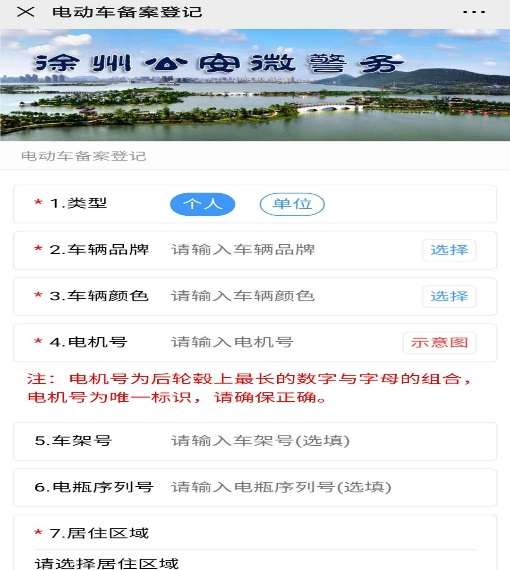 电动车备案登记
徐州公安微警务
电动车备案登记
* 1.类型 个人 单位
* 2.车辆品牌 请输入车辆品牌 选择
* 3.车辆颜色 请输入车辆颜色 选择
* 4.电机号 请输入电机号 示意图
注：电机号为后轮毂上最长的数字与字母的组合，
电机号为唯一标识，请确保正确。
5.车架号 请输入车架号(选填)
6.电瓶序列号 请输入电瓶序列号(选填)
* 7.居住区域
请选择居住区域